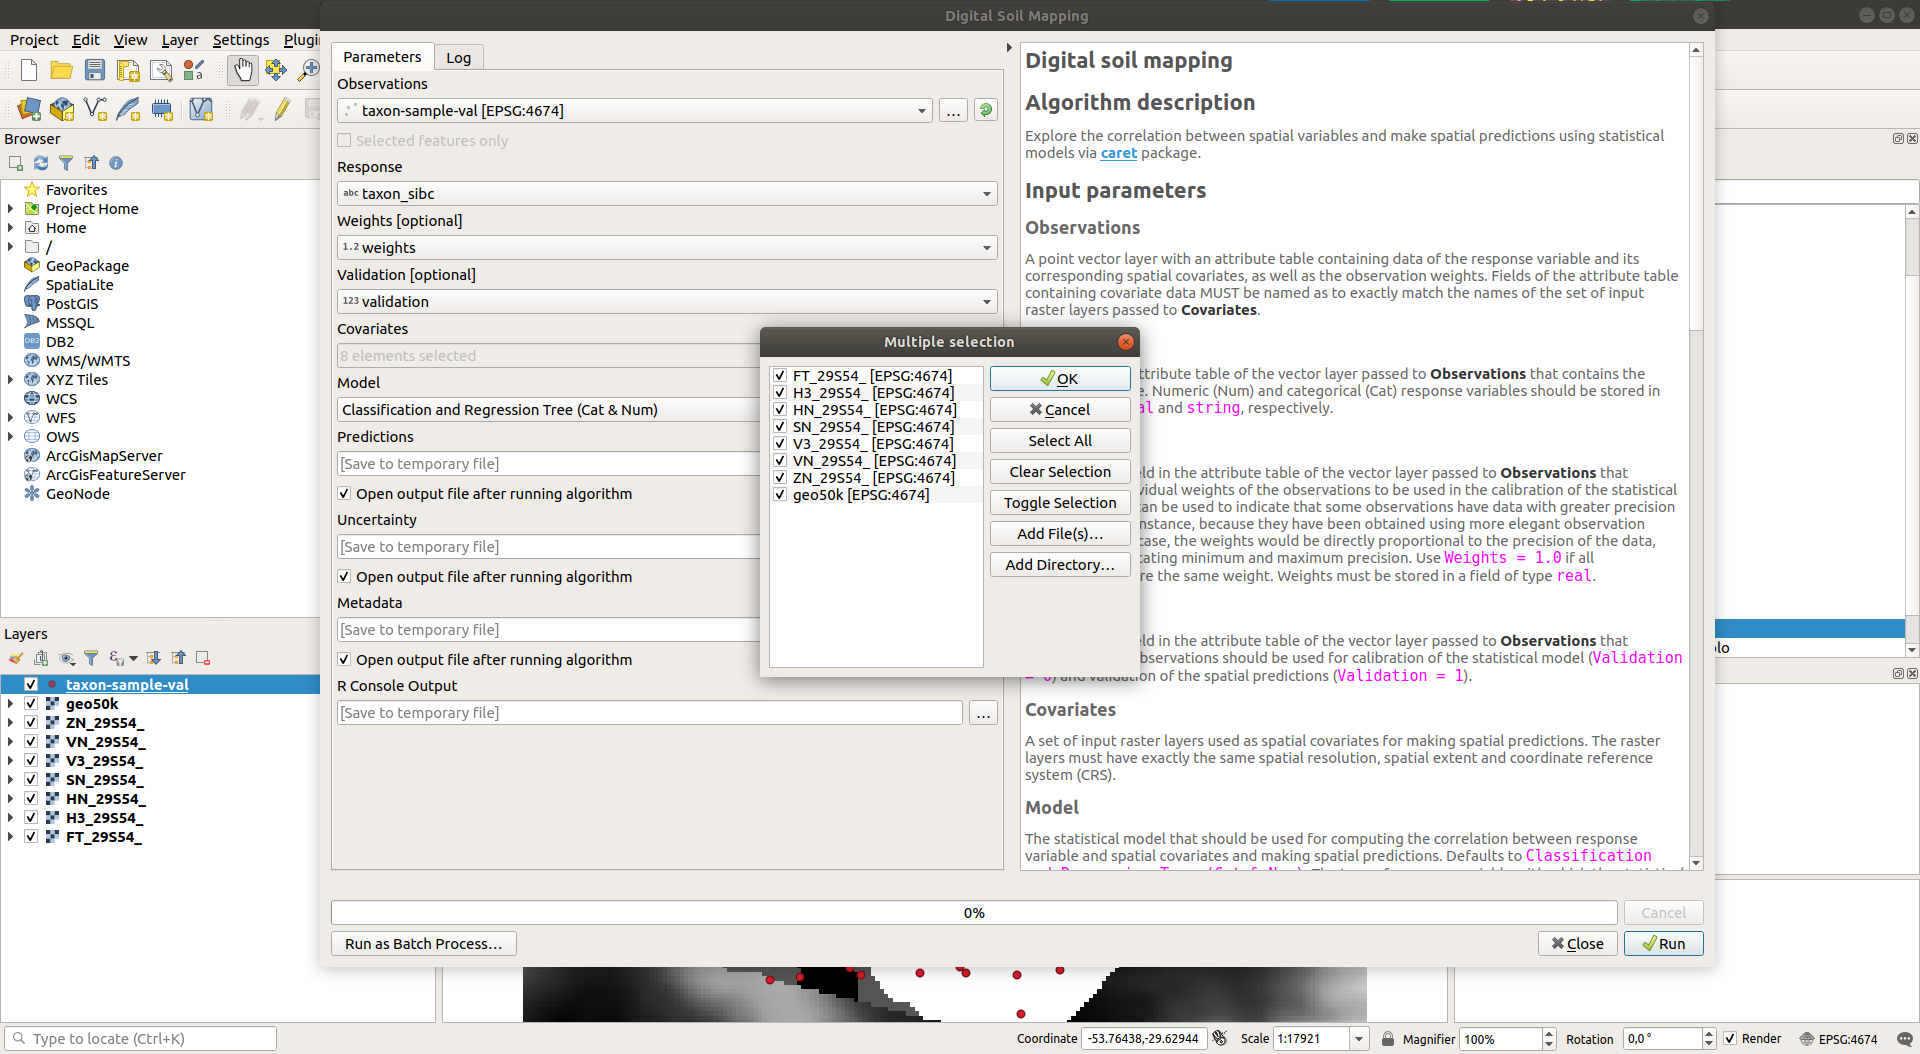 Digital Soil Mapping
Project Edit View Layer Settings Plugi
Parameters
Log
Observations
taxon-sample-val [EPSG:4674]
...
Selected features only
Response
abc taxon_sibc
Weights [optional]
1.2 weights
Validation [optional]
123 validation
Covariates
8 elements selected
Model
Classification and Regression Tree (Cat & Num)
Predictions
[Save to temporary file]
Open output file after running algorithm
Uncertainty
[Save to temporary file]
Open output file after running algorithm
Metadata
[Save to temporary file]
Open output file after running algorithm
R Console Output
[Save to temporary file]
...
Browser
Favorites
Project Home
Home
/
GeoPackage
SpatiaLite
PostGIS
MSSQL
DB2 DB2
WMS/WMTS
XYZ Tiles
WCS
WFS
OWS
ArcGisMapServer
ArcGisFeatureServer
GeoNode
Layers
taxon-sample-val
geo50k
ZN_29S54_
VN_29S54_
V3_29S54_
SN_29S54_
HN_29S54_
H3_29S54_
FT_29S54_
Multiple selection
FT_29S54_ [EPSG:4674]
H3_29S54_ [EPSG:4674]
HN_29S54_ [EPSG:4674]
SN_29S54_ [EPSG:4674]
V3_29S54_ [EPSG:4674]
VN_29S54_ [EPSG:4674]
ZN_29S54_ [EPSG:4674]
geo50k [EPSG:4674]
OK
Cancel
Select All
Clear Selection
Toggle Selection
Add File(s)...
Add Directory...
Digital soil mapping
Algorithm description
Explore the correlation between spatial variables and make spatial predictions using statistical
models via caret package.
Input parameters
Observations
A point vector layer with an attribute table containing data of the response variable and its
corresponding spatial covariates, as well as the observation weights. Fields of the attribute table
containing covariate data MUST be named as to exactly match the names of the set of input
raster layers passed to Covariates.
ttribute table of the vector layer passed to Observations that contains the
e. Numeric (Num) and categorical (Cat) response variables should be stored in
al and string, respectively.
ld in the attribute table of the vector layer passed to Observations that
vidual weights of the observations to be used in the calibration of the statistical
can be used to indicate that some observations have data with greater precision
nstance, because they have been obtained using more elegant observation
case, the weights would be directly proportional to the precision of the data,
ating minimum and maximum precision. Use Weights = 1.0 if all
re the same weight. Weights must be stored in a field of type real.
ld in the attribute table of the vector layer passed to Observations that
observations should be used for calibration of the statistical model (Validation
= 0) and validation of the spatial predictions (Validation = 1).
Covariates
A set of input raster layers used as spatial covariates for making spatial predictions. The raster
layers must have exactly the same spatial resolution, spatial extent and coordinate reference
system (CRS).
Model
The statistical model that should be used for computing the correlation between response
variable and spatial covariates and making spatial predictions. Defaults to Classification
olo
0%
Cancel
Run as Batch Process...
Close
Run
Type to locate (Ctrl+K)
Coordinate -53.76438,-29.62944 Scale 1:17921 Magnifier 100% Rotation 0,0 ° Render EPSG:4674